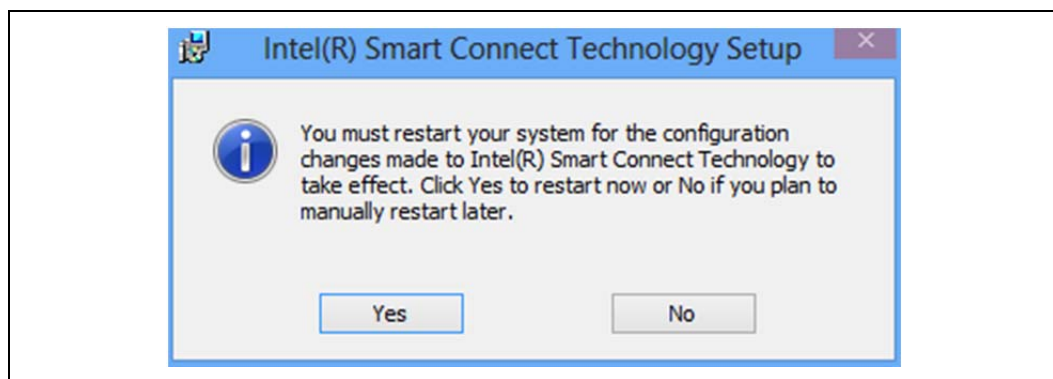 Intel(R) Smart Connect Technology Setup
You must restart your system for the configuration
changes made to Intel(R) Smart Connect Technology to
take effect. Click Yes to restart now or No if you plan to
manually restart later.
Yes No